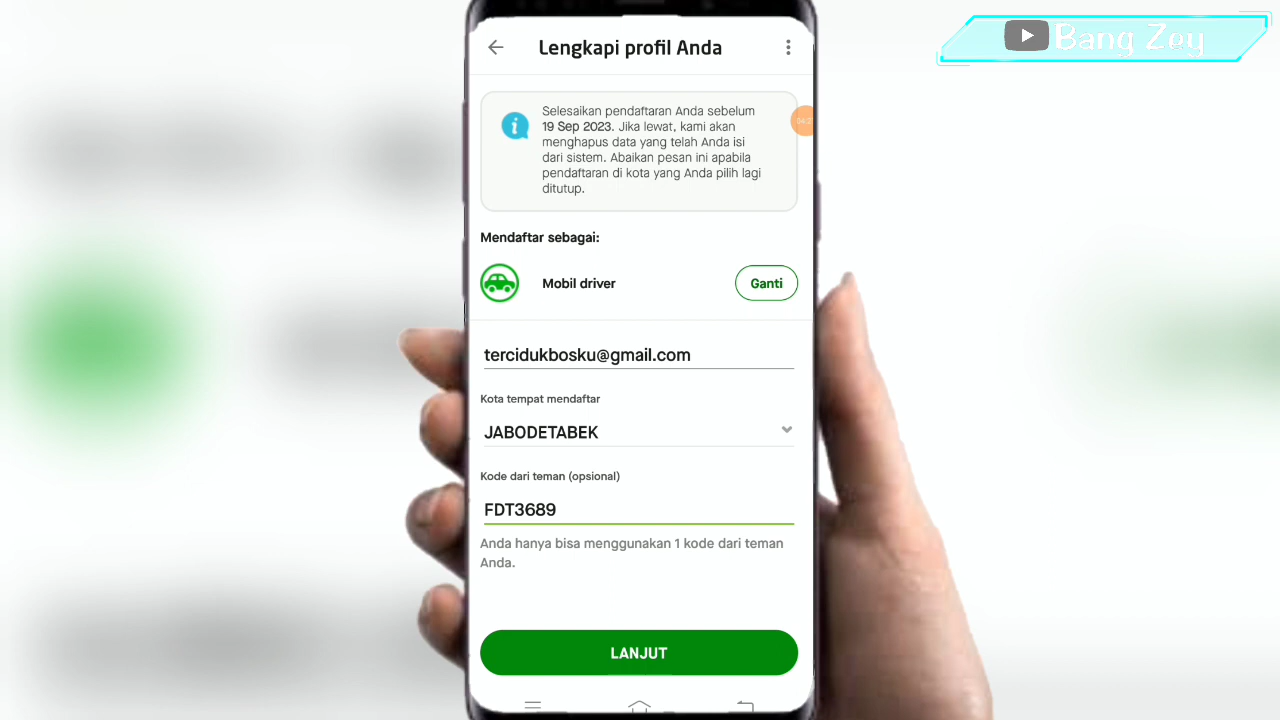 Bang Zey
Lengkapi profil Anda
Selesaikan pendaftaran Anda sebelum
19 Sep 2023. Jika lewat, kami akan
menghapus data yang telah Anda isi
dari sistem. Abaikan pesan ini apabila
pendaftaran di kota yang Anda pilih lagi
ditutup.
Mendaftar sebagai:
Mobil driver
Ganti
tercidukbosku@gmail.com
Kota tempat mendaftar
JABODETABEK
Kode dari teman (opsional)
FDT3689
Anda hanya bisa menggunakan 1 kode dari teman
Anda.
LANJUT